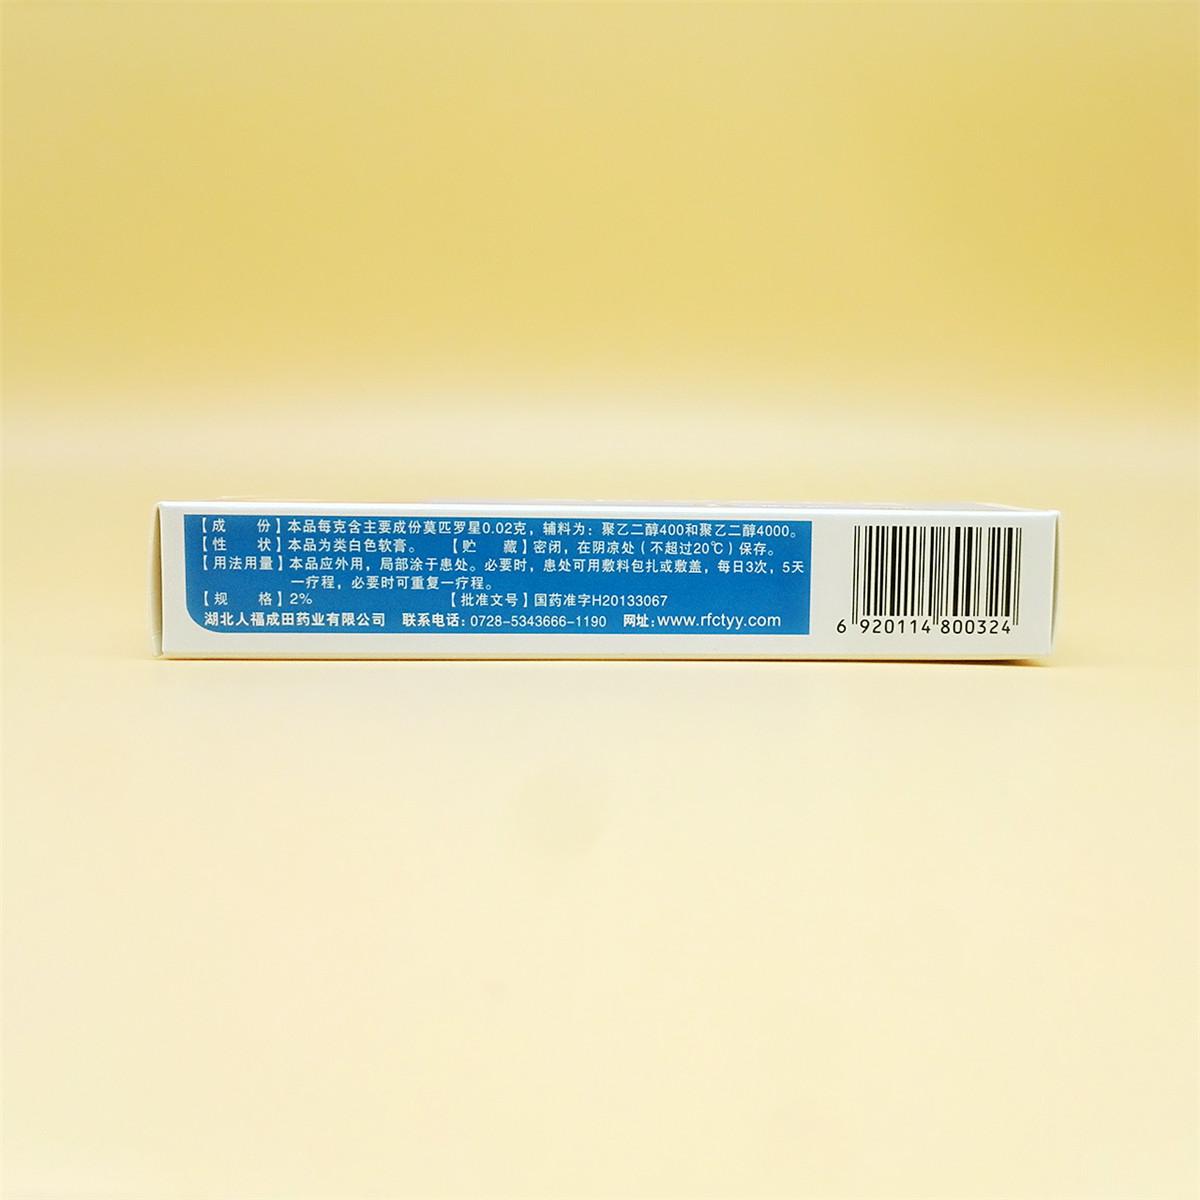 【成 份】本品每克含主要成份莫匹罗星0.02克，辅料为：聚乙二醇400和聚乙二醇4000。
【性 状】本品为类白色软膏。 【贮 藏】密闭，在阴凉处（不超过20℃）保存。
【用法用量】本品应外用，局部涂于患处。必要时，患处可用敷料包扎或敷盖，每日3次，5天
一疗程，必要时可重复一疗程。
【规 格】2% 【批准文号】国药准字H20133067
湖北人福成田药业有限公司 联系电话：0728-5343666-1190 网址：www.rfctyy.com
6 920114 800324